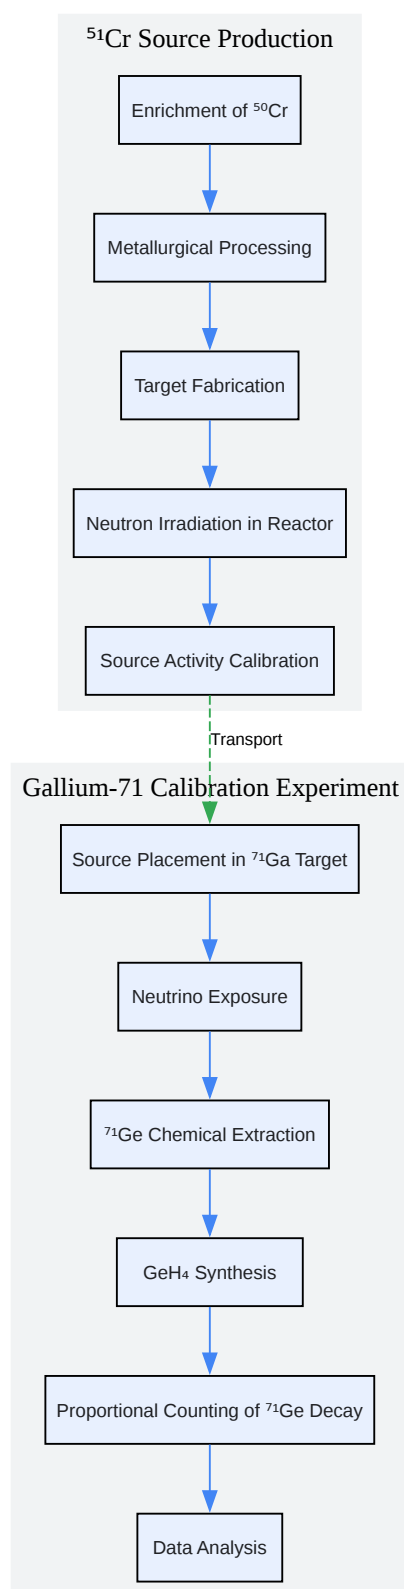 ⁵¹Cr Source Production
Enrichment of ⁵⁰Cr
Metallurgical Processing
Target Fabrication
Neutron Irradiation in Reactor
Source Activity Calibration
Transport
Gallium-71 Calibration Experiment
Source Placement in ⁷¹Ga Target
Neutrino Exposure
⁷¹Ge Chemical Extraction
GeH₄ Synthesis
Proportional Counting of ⁷¹Ge Decay
Data Analysis